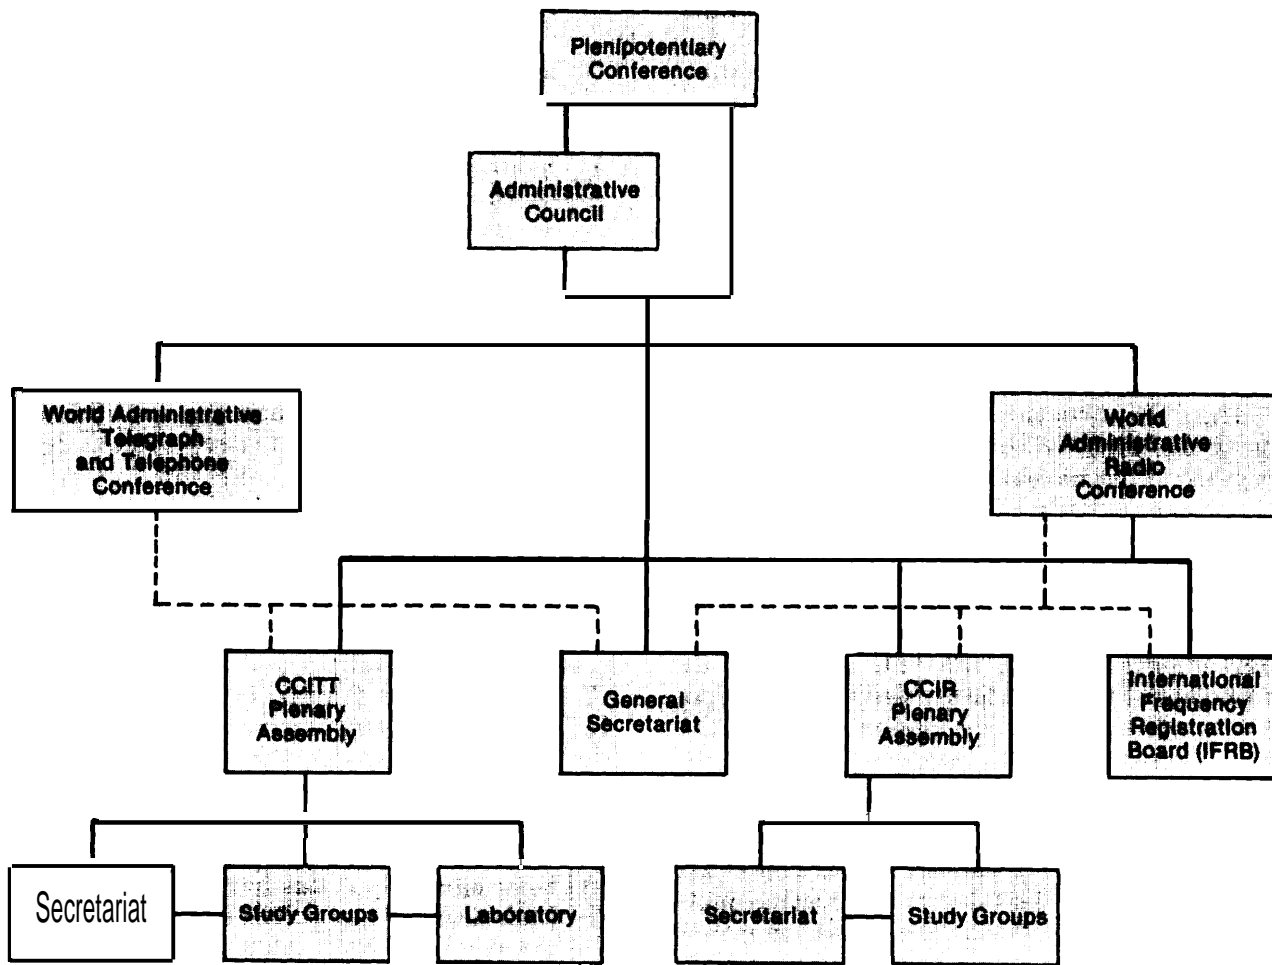 Plenipotentiary
Conference
Administrative
Council
World Administrative
Telegraph
and Telephone
Conference
World
Administrative
Radio
Conference
CCITT
Plenary
Assembly
General
Secretariat
CCIR
Plenary
Assembly
International
Frequency
Registration
Board (IFRB)
Secretariat
Study Groups
Laboratory
Secretariat
Study Groups